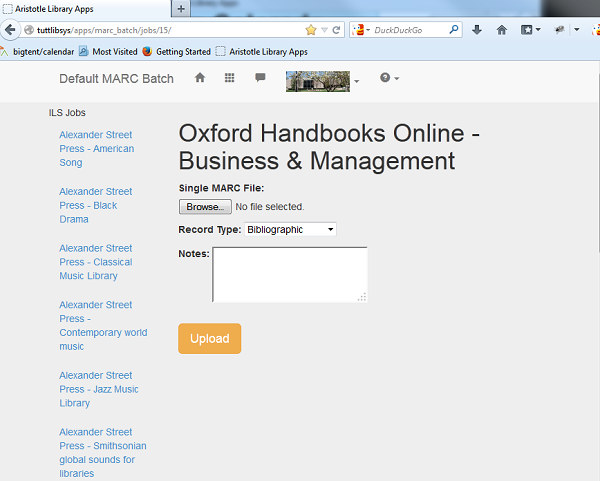 Aristotle Library Apps
+
tuttlibsys/apps/marc_batch/jobs/15/
DuckDuckGo
bigtent/calendar
Most Visited
Getting Started
Aristotle Library Apps
Default MARC Batch
ILS Jobs
Alexander Street
Press - American
Song
Alexander Street
Press - Black
Drama
Alexander Street
Press - Classical
Music Library
Alexander Street
Press -
Contemporary world
music
Alexander Street
Press - Jazz Music
Library
Alexander Street
Press - Smithsonian
global sounds for
libraries
Oxford Handbooks Online -
Business & Management
Single MARC File:
Browse... No file selected.
Record Type: Bibliographic
Notes:
Upload